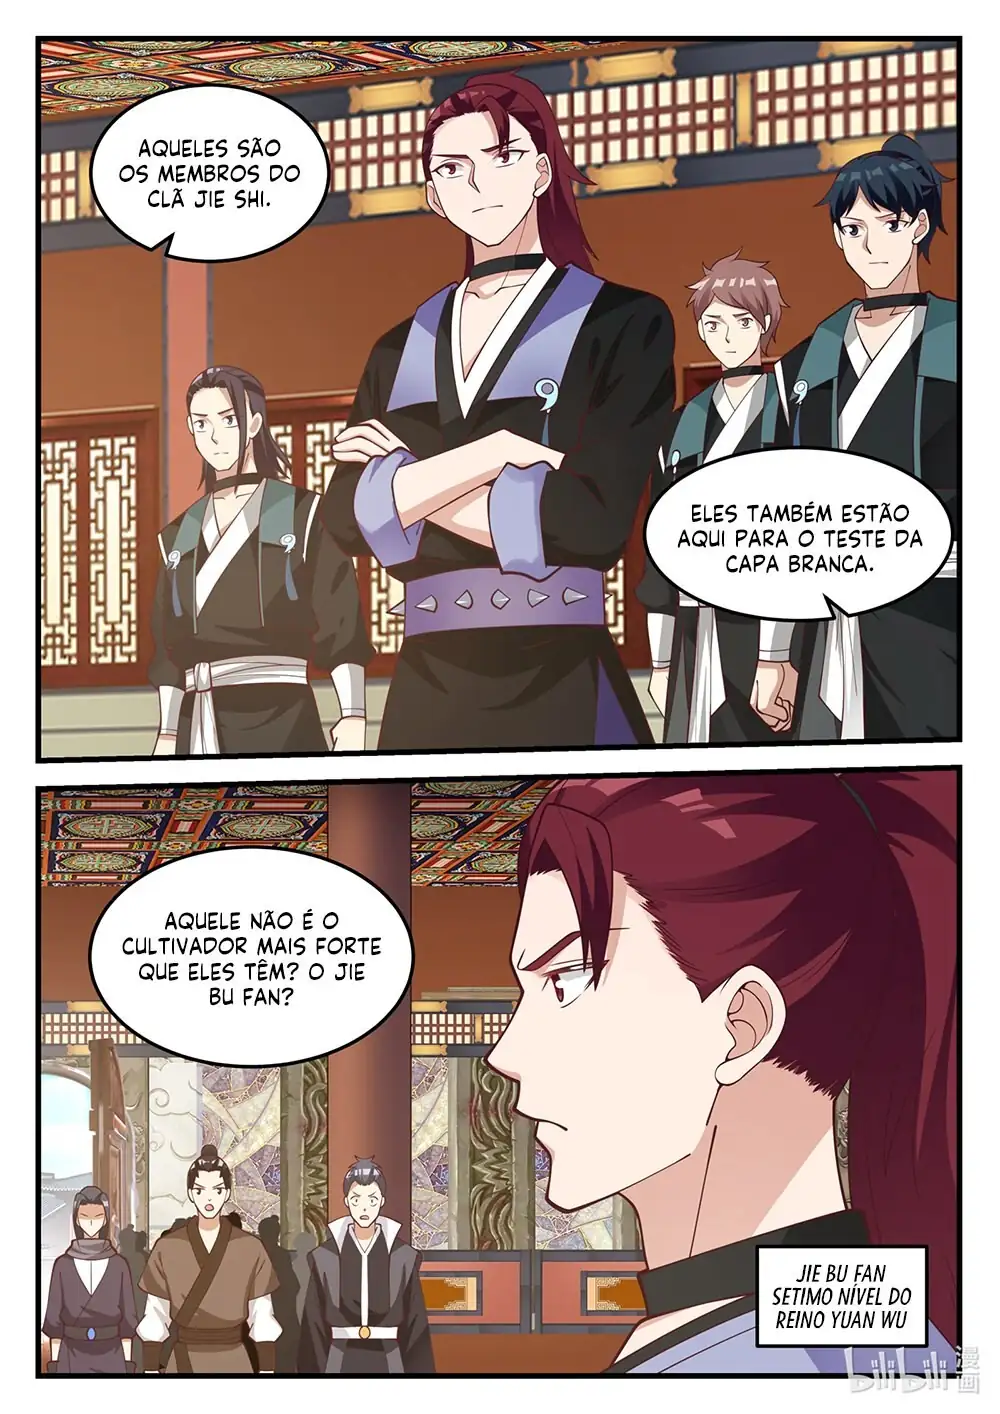 AQUELES SÃO
OS MEMBROS DO
CLÃ JIE SHI.
ELES TAMBÉM ESTÃO
AQUI PARA O TESTE DA
CAPA BRANCA.
AQUELE NÃO É O
CULTIVADOR MAIS FORTE
QUE ELES TÊM? O JIE
BU FAN?
JIE BU FAN
SETIMO NÍVEL DO
REINO YUAN WU
bilibili 漫画